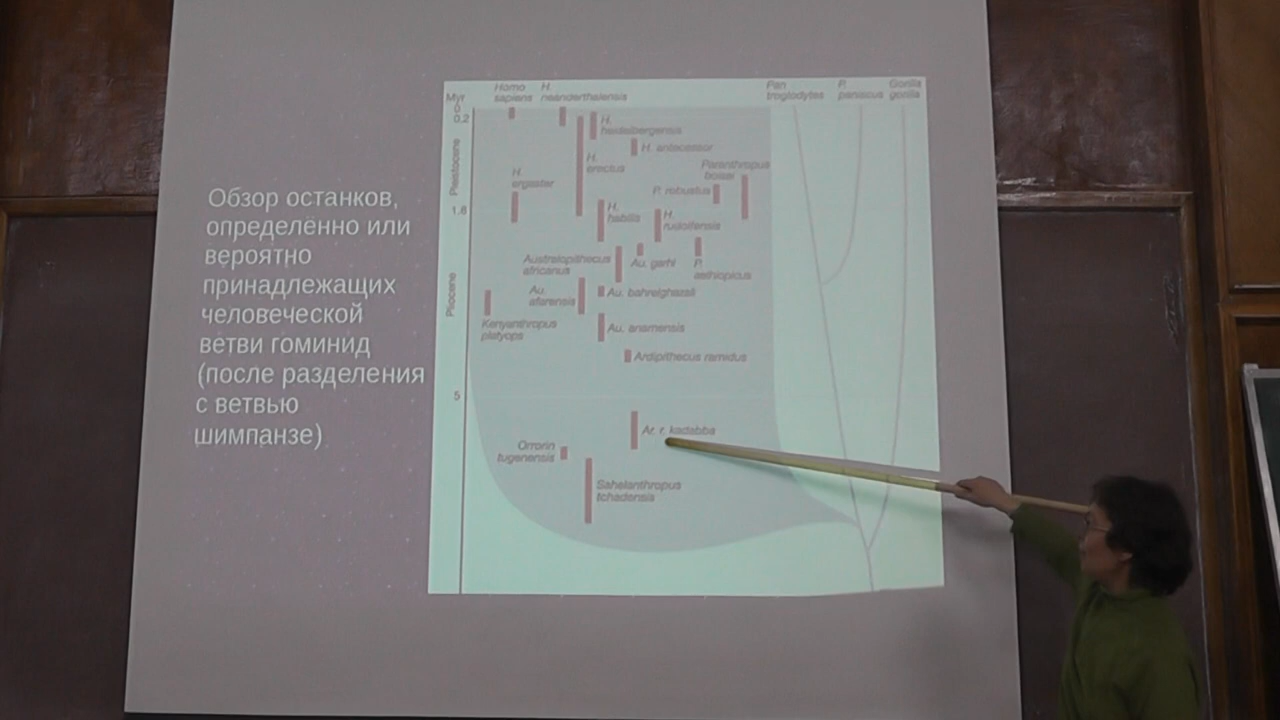 Обзор останков,
определённо или
вероятно
принадлежащих
человеческой
ветви гоминид
(после разделения
с ветвью
шимпанзе)
Myr
Homo
sapiens
H.
neanderthalensis
Pan
troglodytes
P.
paniscus
Gorilla
gorilla
0
0.2
Pleistocene
1.8
Pliocene
5
H.
heidelbergensis
H. antecessor
H.
erectus
Paranthropus
boisei
H.
ergaster
P. robustus
H.
habilis
H.
rudolfensis
Australopithecus
africanus
Au. garhi
P.
aethiopicus
Au.
afarensis
Au. bahrelghazali
Kenyanthropus
platyops
Au. anamensis
Ardipithecus ramidus
Ar. r. kadabba
Orrorin
tugenensis
Sahelanthropus
tchadensis